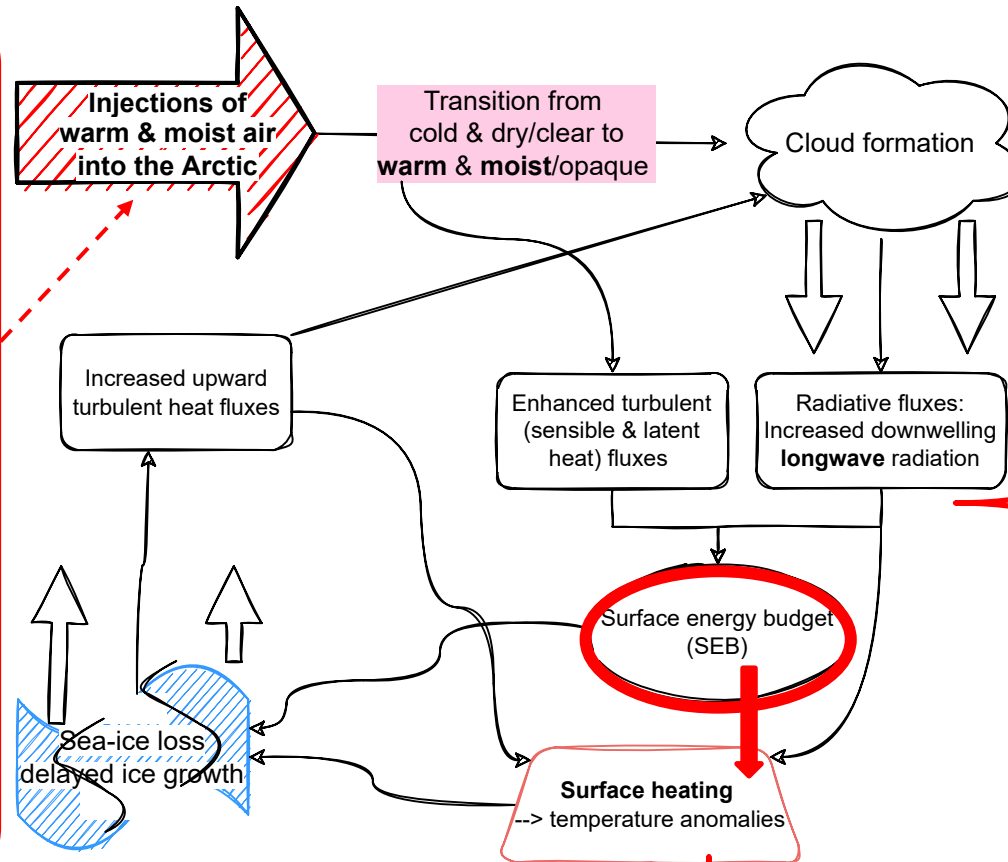 Injections of
warm & moist air
into the Arctic
Transition from
cold & dry/clear to
warm & moist/opaque
Cloud formation
Increased upward
turbulent heat fluxes
Enhanced turbulent
(sensible & latent
heat) fluxes
Radiative fluxes:
Increased downwelling
longwave radiation
Surface energy budget
(SEB)
Sea-ice loss
delayed ice growth
Surface heating
--> temperature anomalies